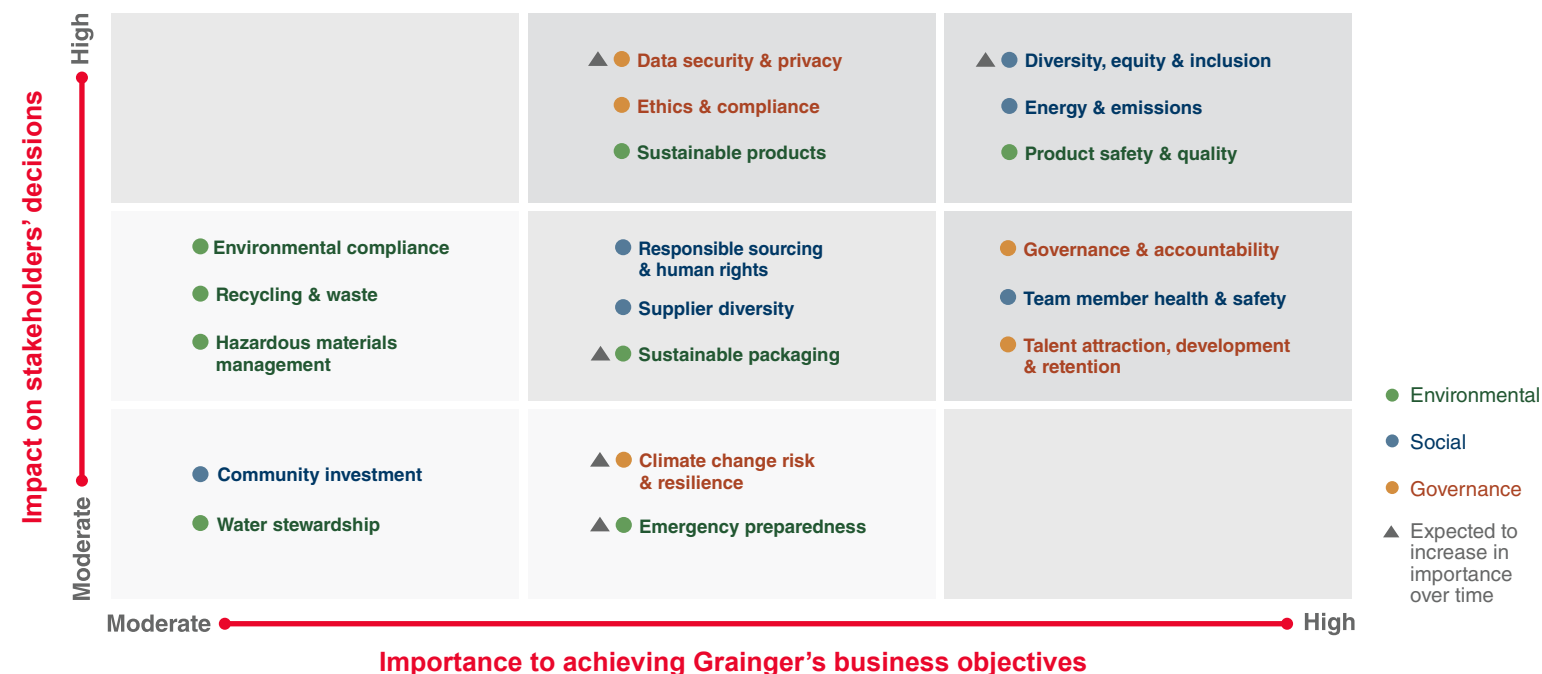 High
Impact on stakeholders’ decisions
Moderate
Data security & privacy
Ethics & compliance
Sustainable products
Diversity, equity & inclusion
Energy & emissions
Product safety & quality
Environmental compliance
Recycling & waste
Hazardous materials
management
Responsible sourcing
& human rights
Supplier diversity
Sustainable packaging
Governance & accountability
Team member health & safety
Talent attraction, development
& retention
Community investment
Water stewardship
Climate change risk
& resilience
Emergency preparedness
Environmental
Social
Governance
Expected to
increase in
importance
over time
Moderate
High
Importance to achieving Grainger’s business objectives